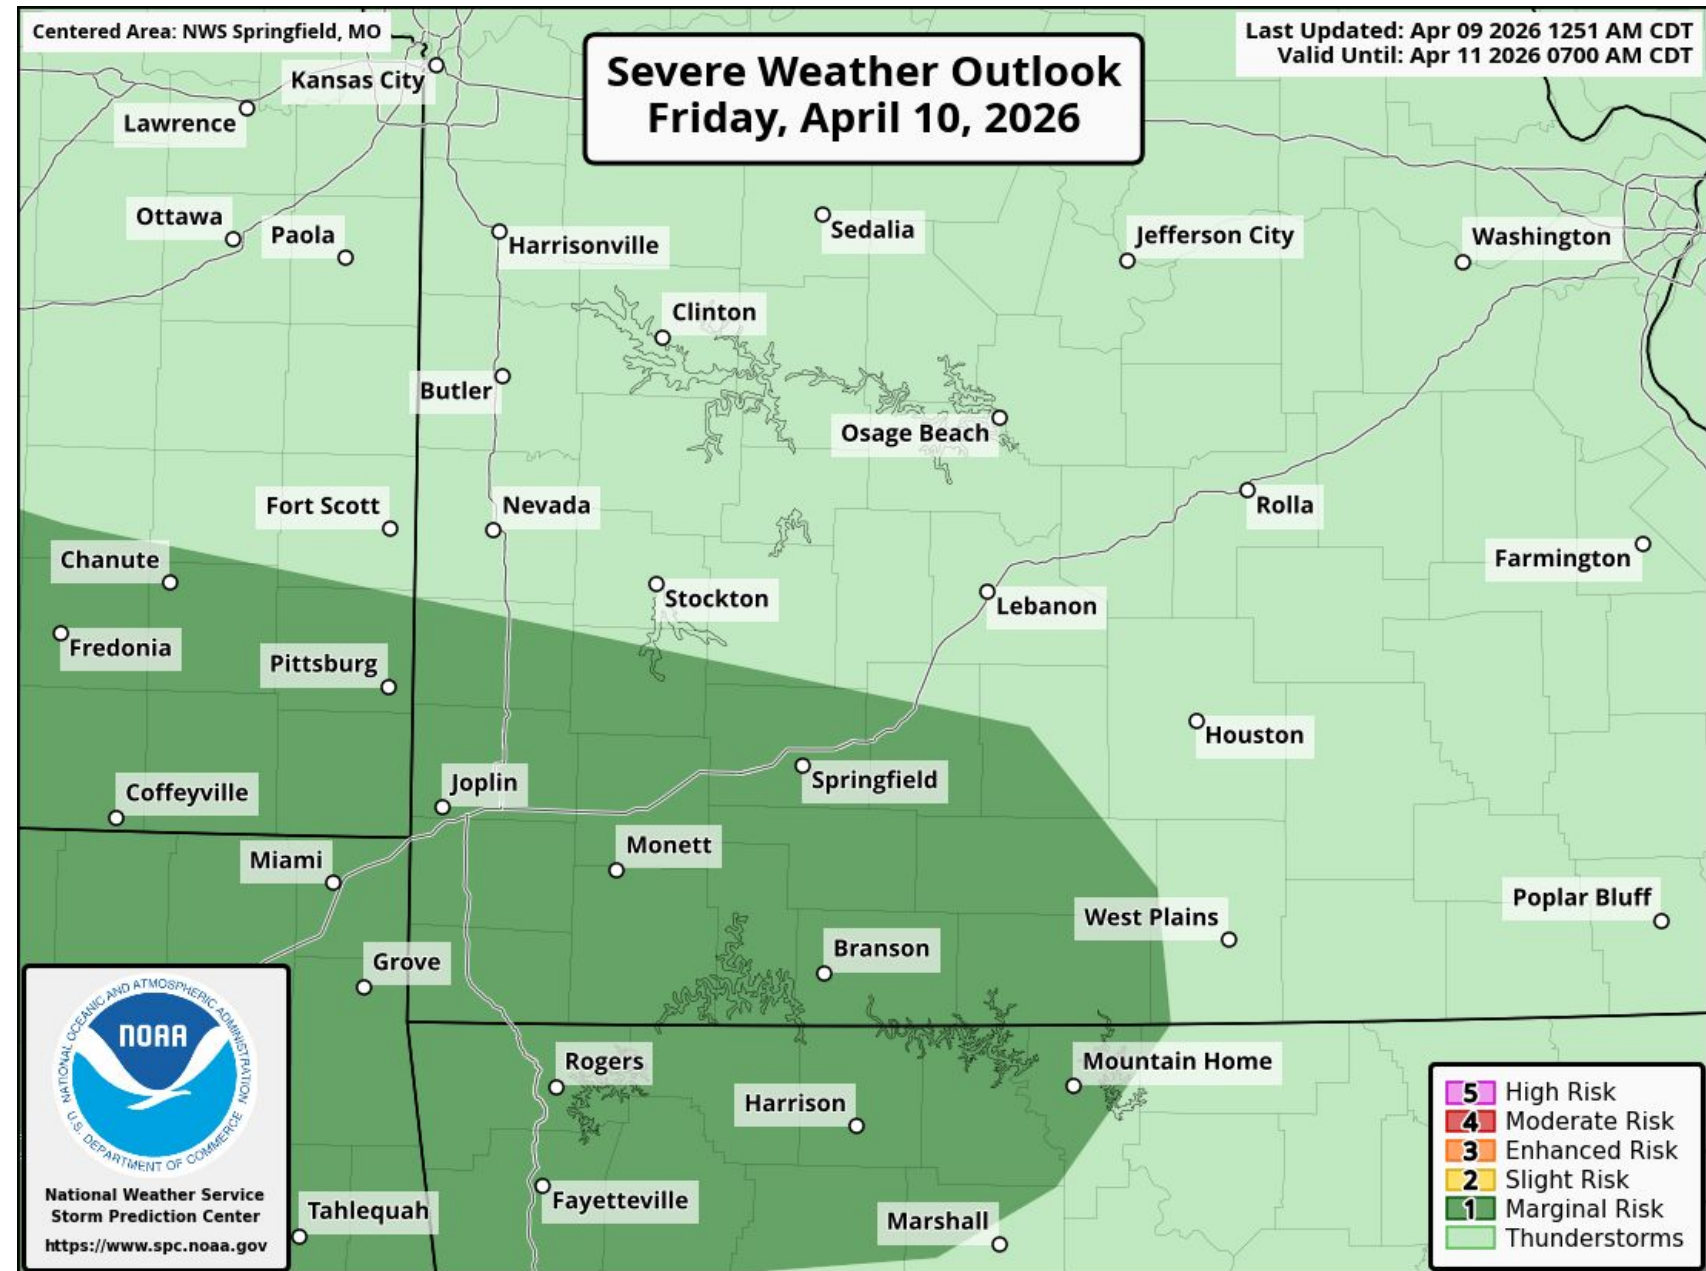 Centered Area: NWS Springfield, MO
Last Updated: Apr 09 2026 1251 AM CDT
Valid Until: Apr 11 2026 0700 AM CDT
Severe Weather Outlook
Friday, April 10, 2026
Kansas City
Lawrence
Ottawa
Paola
Harrisonville
Sedalia
Jefferson City
Washington
Clinton
Butler
Osage Beach
Fort Scott
Nevada
Rolla
Chanute
Farmington
Stockton
Lebanon
Fredonia
Pittsburg
Houston
Coffeyville
Joplin
Springfield
Miami
Monett
West Plains
Poplar Bluff
Grove
Branson
Rogers
Mountain Home
Harrison
Tahlequah
Fayetteville
Marshall
NATIONAL OCEANIC AND ATMOSPHERIC ADMINISTRATION
NOAA
U.S. DEPARTMENT OF COMMERCE
National Weather Service
Storm Prediction Center
https://www.spc.noaa.gov
5 High Risk
4 Moderate Risk
3 Enhanced Risk
2 Slight Risk
1 Marginal Risk
Thunderstorms